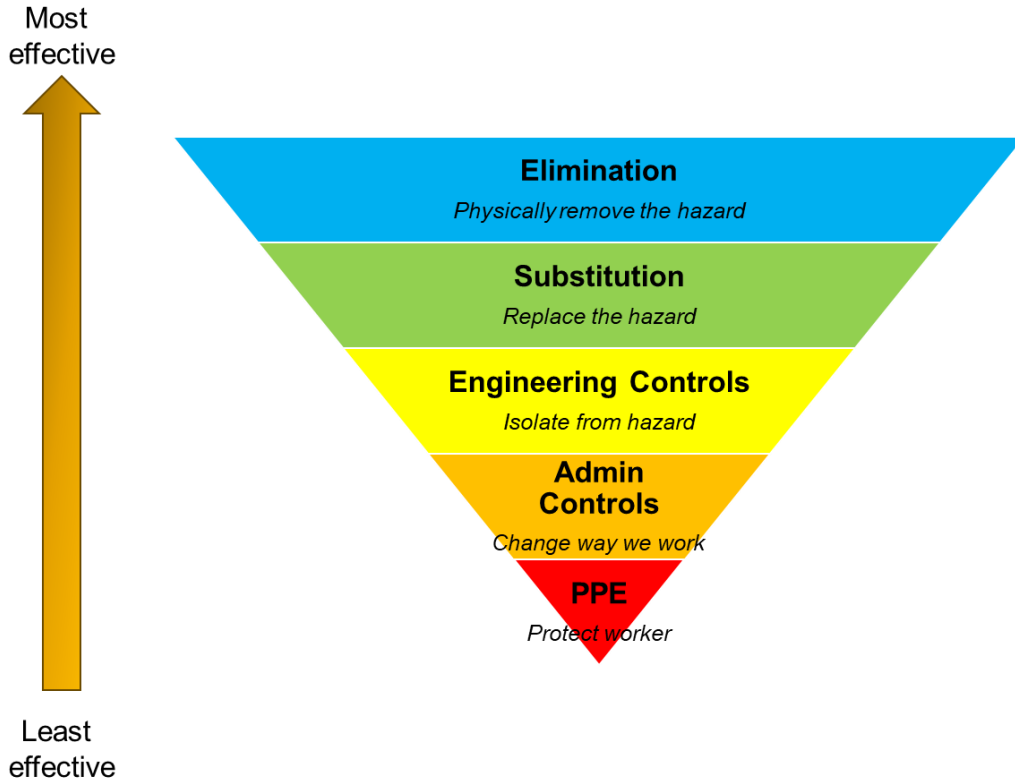 Most
effective
Elimination
Physically remove the hazard
Substitution
Replace the hazard
Engineering Controls
Isolate from hazard
Admin
Controls
Change way we work
PPE
Protect worker
Least
effective